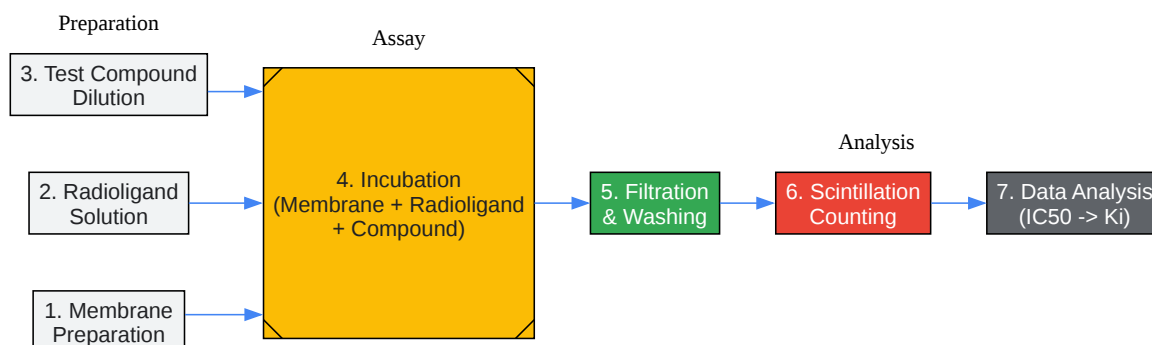 Preparation
3. Test Compound
Dilution
2. Radioligand
Solution
1. Membrane
Preparation
Assay
4. Incubation
(Membrane + Radioligand
+ Compound)
5. Filtration
& Washing
Analysis
6. Scintillation
Counting
7. Data Analysis
(IC50 -> Ki)